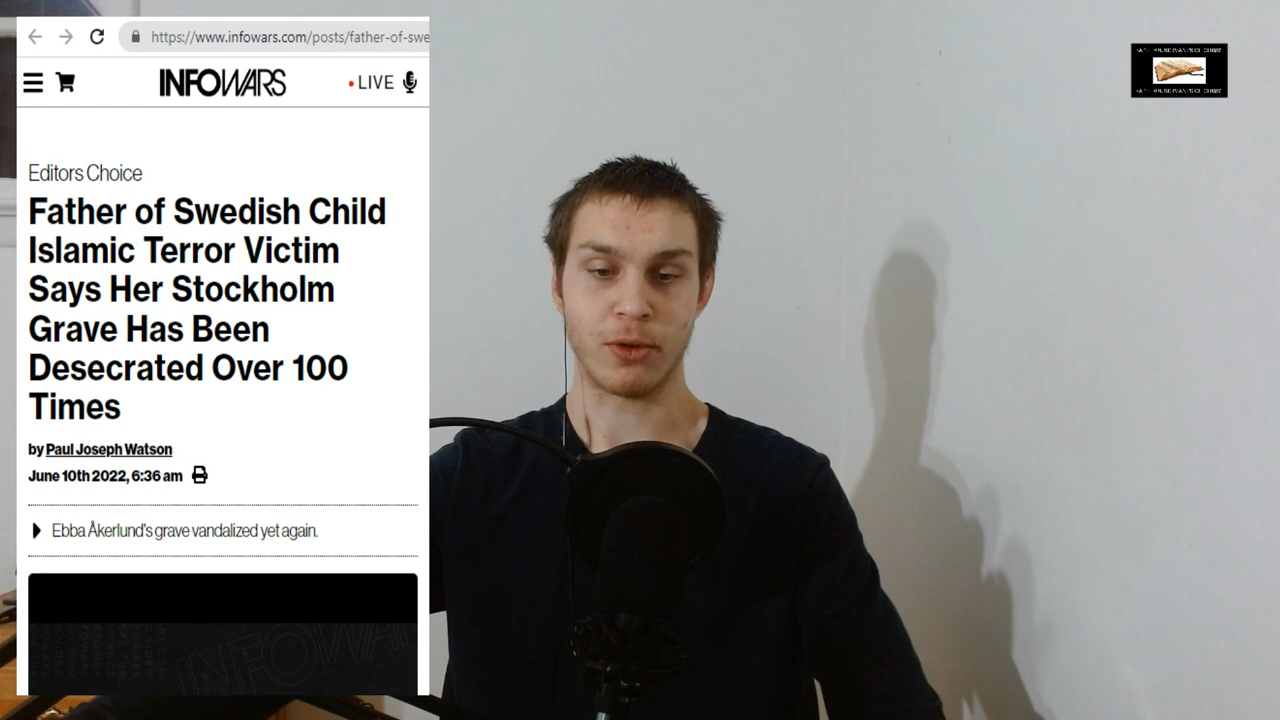 https://www.infowars.com/posts/father-of-swe
INFOWARS
LIVE
Editors Choice
Father of Swedish Child
Islamic Terror Victim
Says Her Stockholm
Grave Has Been
Desecrated Over 100
Times
by Paul Joseph Watson
June 10th 2022, 6:36 am
Ebba Åkerlund's grave vandalized yet again.
INFOWAR